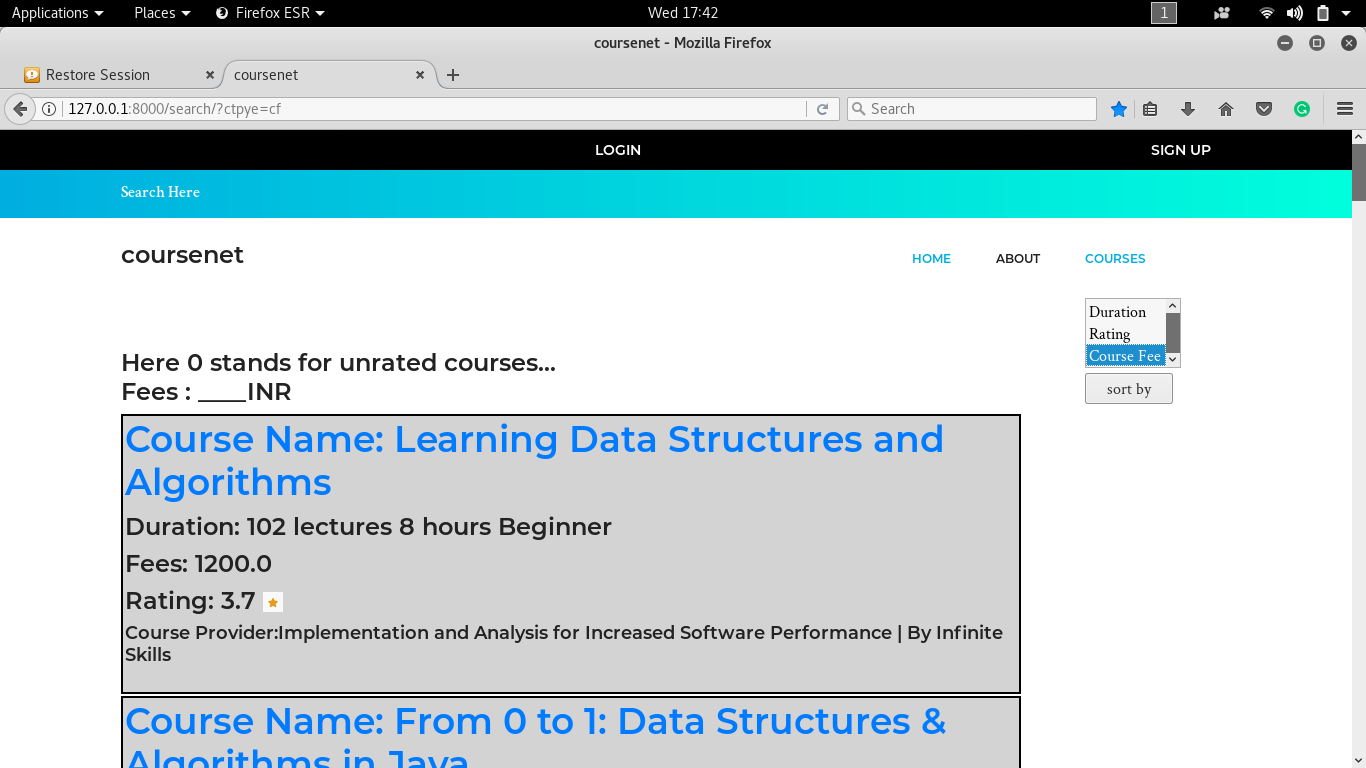 Applications Places Firefox ESR Wed 17:42 1
coursenet - Mozilla Firefox
Restore Session coursenet
127.0.0.1:8000/search/?ctpye=cf Search
LOGIN SIGN UP
Search Here
coursenet HOME ABOUT COURSES
Duration
Rating
Course Fee
sort by
Here 0 stands for unrated courses...
Fees : ____INR
Course Name: Learning Data Structures and
Algorithms
Duration: 102 lectures 8 hours Beginner
Fees: 1200.0
Rating: 3.7
Course Provider:Implementation and Analysis for Increased Software Performance | By Infinite
Skills
Course Name: From 0 to 1: Data Structures &
Algorithms in Java